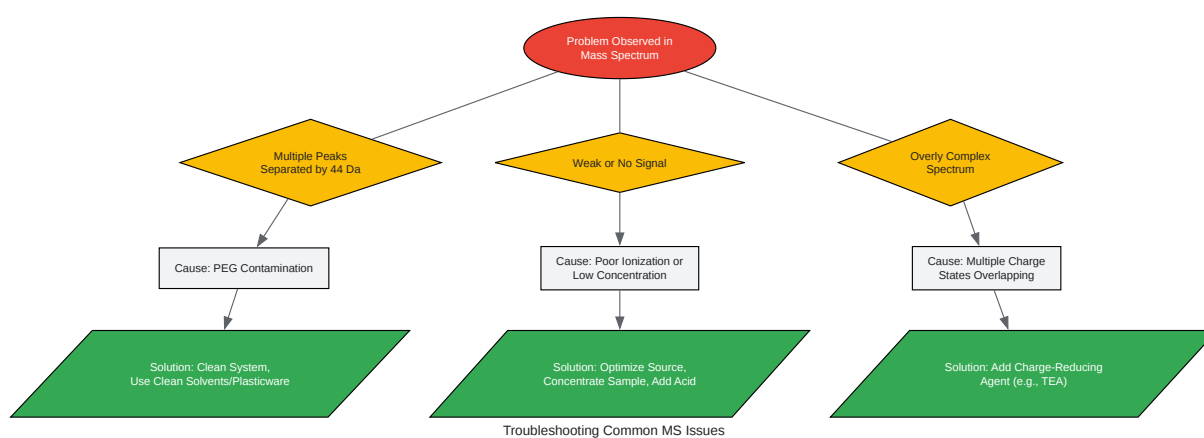 Problem Observed in
Mass Spectrum
Multiple Peaks
Separated by 44 Da
Weak or No Signal
Overly Complex
Spectrum
Cause: PEG Contamination
Cause: Poor Ionization or
Low Concentration
Cause: Multiple Charge
States Overlapping
Solution: Clean System,
Use Clean Solvents/Plasticware
Solution: Optimize Source,
Concentrate Sample, Add Acid
Solution: Add Charge-Reducing
Agent (e.g., TEA)
Troubleshooting Common MS Issues